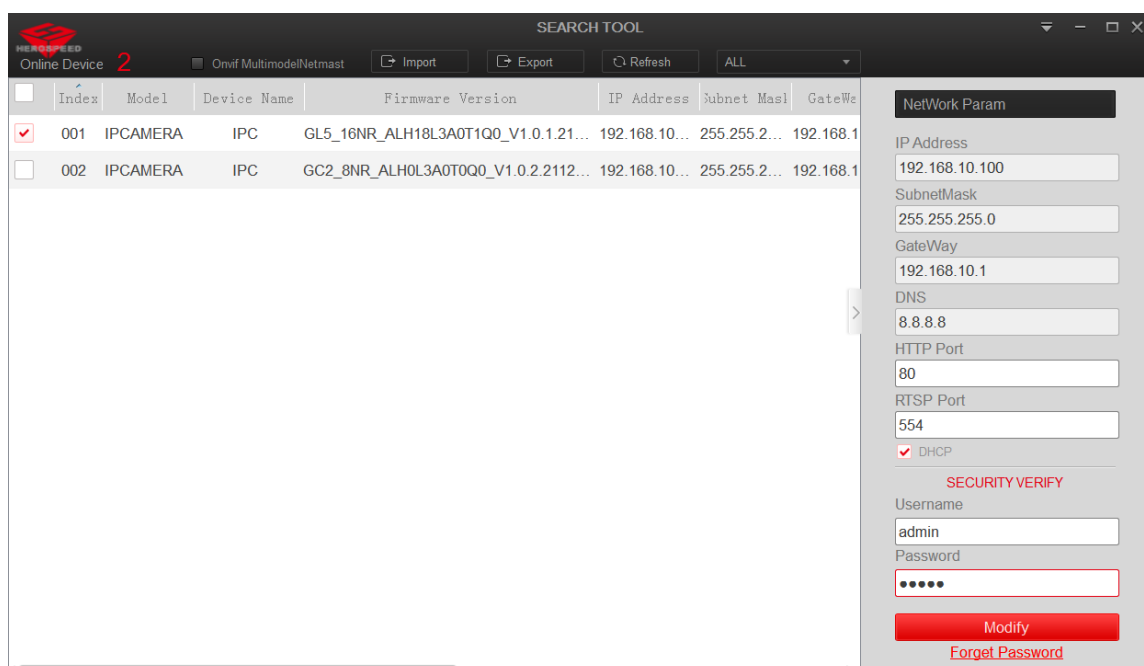 SEARCH TOOL
HEROSPEED
Online Device 2
Onvif MultimodelNetmast
Import
Export
Refresh
ALL
Index Model Device Name Firmware Version IP Address Subnet Mask GateWa
001 IPCAMERA IPC GL5_16NR_ALH18L3A0T1Q0_V1.0.1.21... 192.168.10... 255.255.2... 192.168.1
002 IPCAMERA IPC GC2_8NR_ALH0L3A0T0Q0_V1.0.2.2112... 192.168.10... 255.255.2... 192.168.1
NetWork Param
IP Address
192.168.10.100
SubnetMask
255.255.255.0
GateWay
192.168.10.1
DNS
8.8.8.8
HTTP Port
80
RTSP Port
554
DHCP
SECURITY VERIFY
Username
admin
Password
●●●●●
Modify
Forget Password